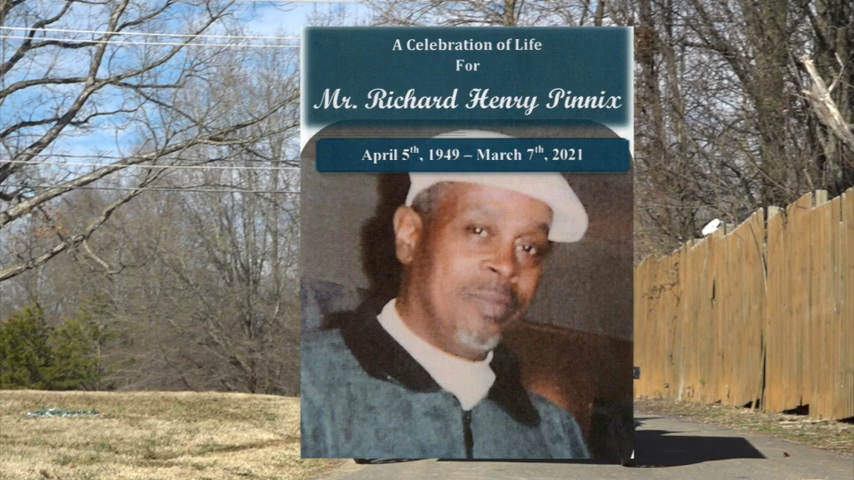 A Celebration of Life
For
Mr. Richard Henry Pinnix
April 5th, 1949 – March 7th, 2021